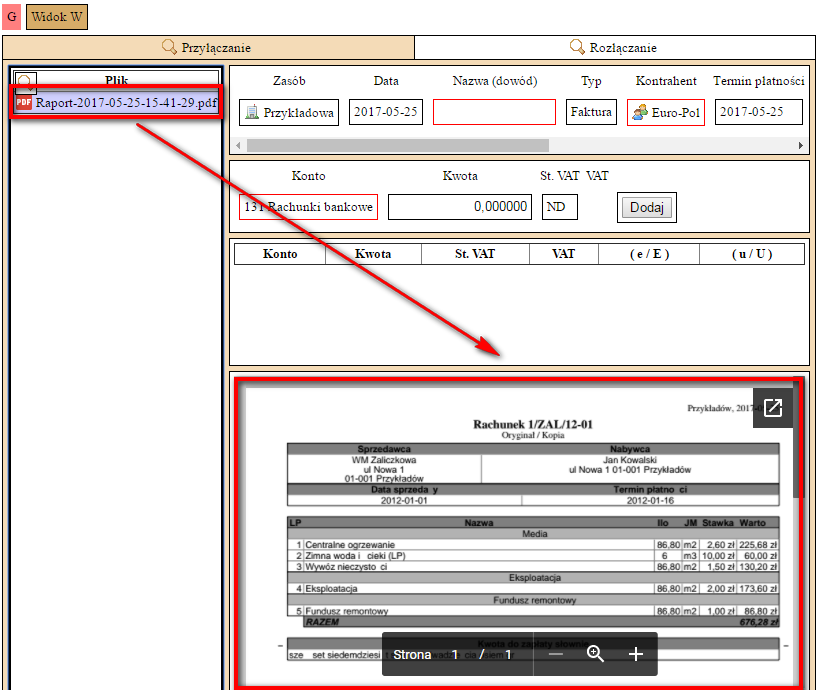 G Widok W
Przyłączanie Rozłączanie
Plik
Raport-2017-05-25-15-41-29.pdf
Zasób Data Nazwa (dowód) Typ Kontrahent Termin płatności
Przykładowa 2017-05-25 Faktura Euro-Pol 2017-05-25
Konto Kwota St. VAT VAT
131 Rachunki bankowe 0,000000 ND Dodaj
Konto Kwota St. VAT VAT ( e / E ) ( u / U )
Przykładów, 2017
Rachunek 1/ZAL/12-01
Oryginał / Kopia
Sprzedawca Nabywca
WM Zaliczkowa Jan Kowalski
ul Nowa 1 ul Nowa 1 01-001 Przykładów
01-001 Przykładów
Data sprzeda y Termin płatno ci
2012-01-01 2012-01-16
LP Nazwa Ilo JM Stawka Warto
Media
1 Centralne ogrzewanie 86,80 m2 2,60 zł 225,68 zł
2 Zimna woda i cieki (LP) 6 m3 10,00 zł 60,00 zł
3 Wywóz nieczysto ci 86,80 m2 1,50 zł 130,20 zł
Eksploatacja
4 Eksploatacja 86,80 m2 2,00 zł 173,60 zł
Fundusz remontowy
5 Fundusz remontowy 86,80 m2 1,00 zł 86,80 zł
RAZEM 676,28 zł
Kwota do zapłaty słownie
sze set siedemdziesi t
Strona 1 / 1